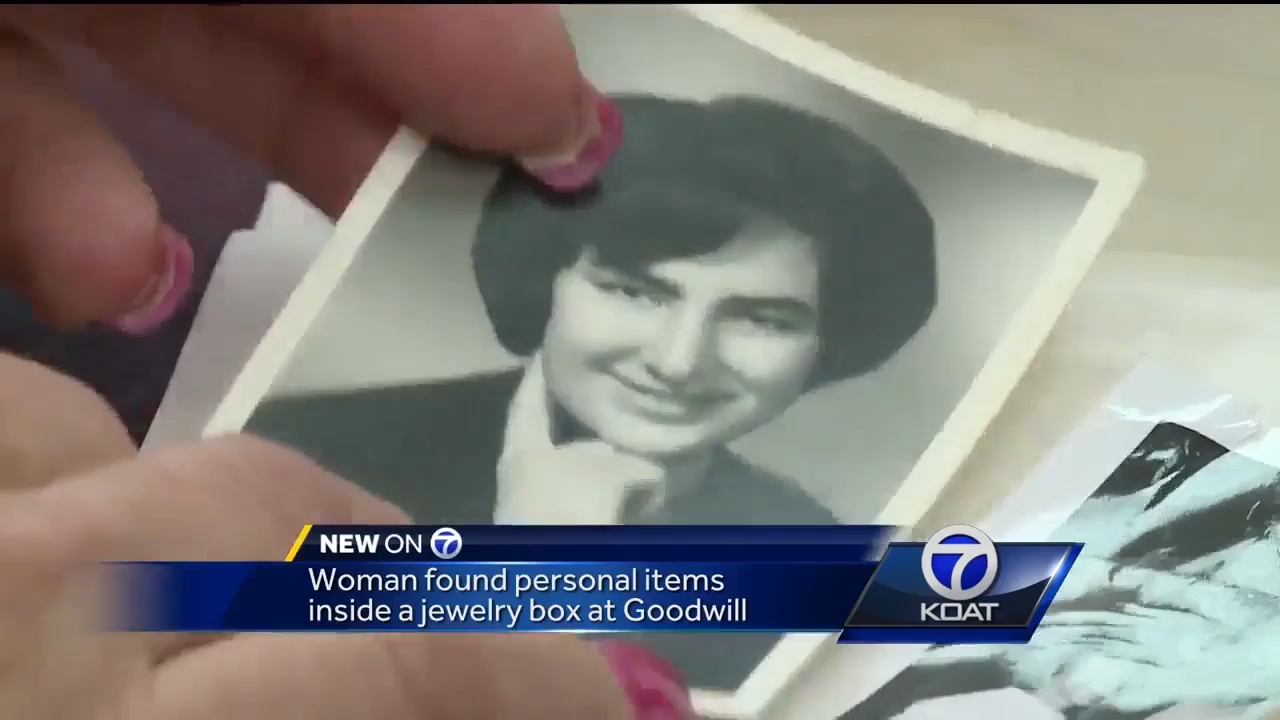 NEW ON 7
Woman found personal items
inside a jewelry box at Goodwill
7
KOAT